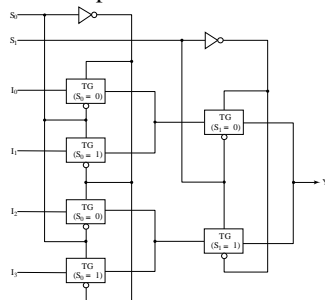 S₀
S₁
I₀
TG
(S₀ = 0)
TG
(S₁ = 0)
I₁
TG
(S₀ = 1)
Y
I₂
TG
(S₀ = 0)
TG
(S₁ = 1)
I₃
TG
(S₀ = 1)